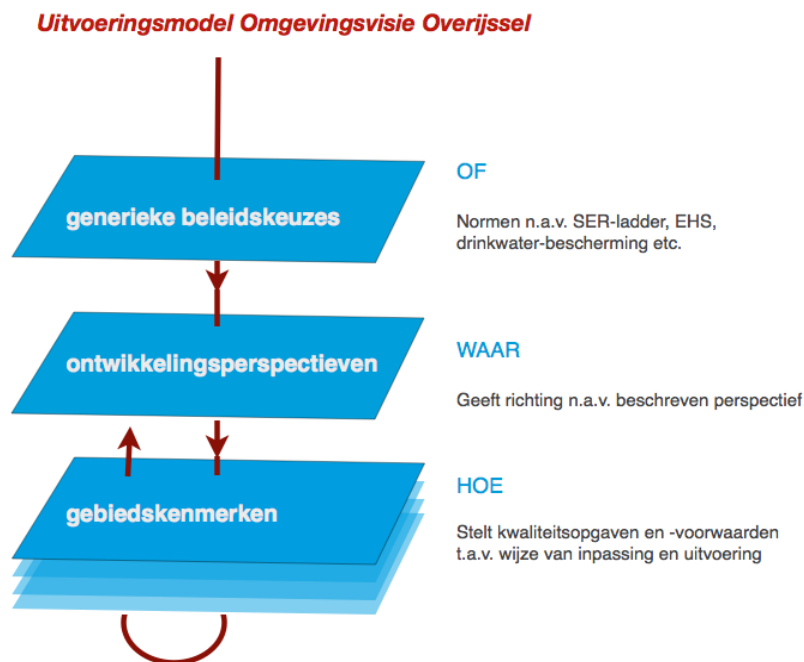 Uitvoeringsmodel Omgevingsvisie Overijssel
generieke beleidskeuzes
OF
Normen n.a.v. SER-ladder, EHS,
drinkwater-bescherming etc.
ontwikkelingsperspectieven
WAAR
Geeft richting n.a.v. beschreven perspectief
gebiedskenmerken
HOE
Stelt kwaliteitsopgaven en -voorwaarden
t.a.v. wijze van inpassing en uitvoering